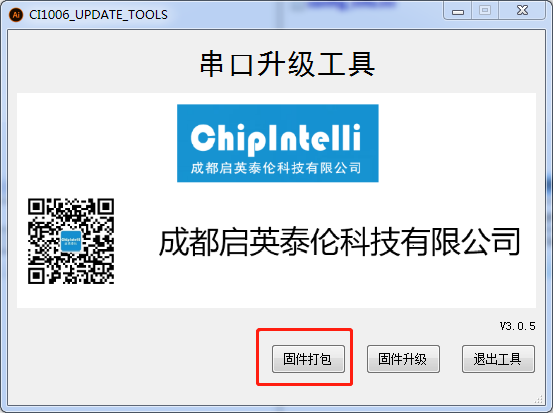 CI1006_UPDATE_TOOLS
串口升级工具
ChipIntelli
成都启英泰伦科技有限公司
成都启英泰伦科技有限公司
V3.0.5
固件打包 固件升级 退出工具